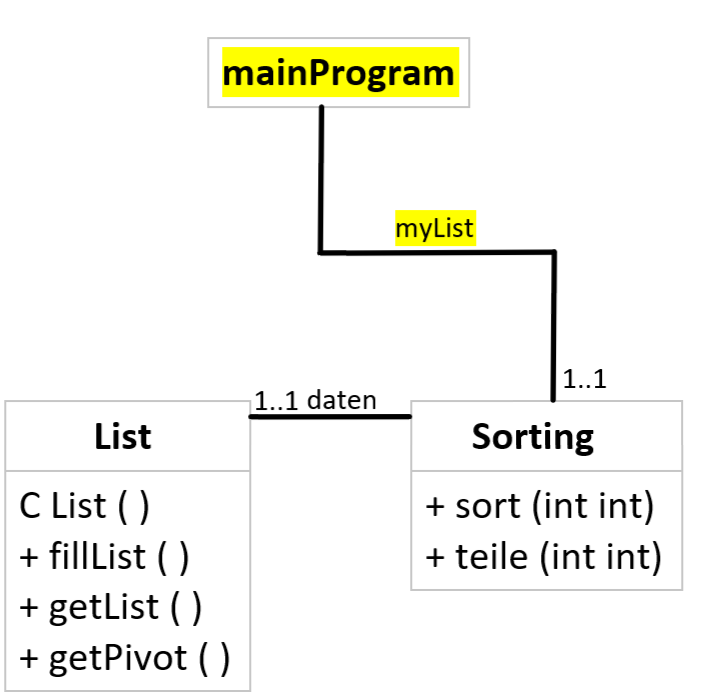 mainProgram
myList
1..1
1..1 daten
List
C List ( )
+ fillList ( )
+ getList ( )
+ getPivot ( )
Sorting
+ sort (int int)
+ teile (int int)